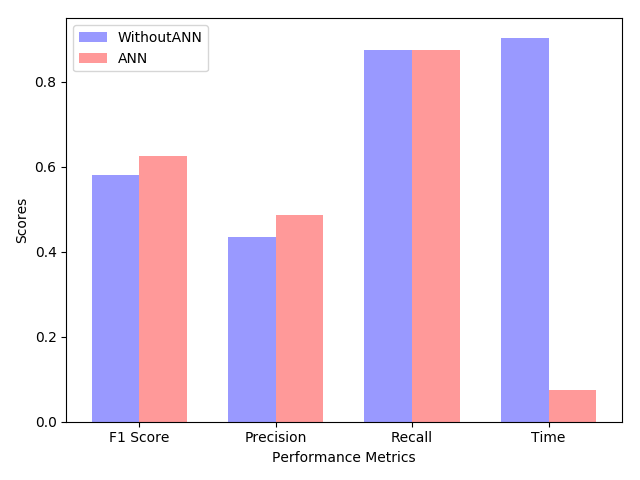 WithoutANN
ANN
0.8
0.6
0.4
0.2
0.0
Scores
F1 Score Precision Recall Time
Performance Metrics